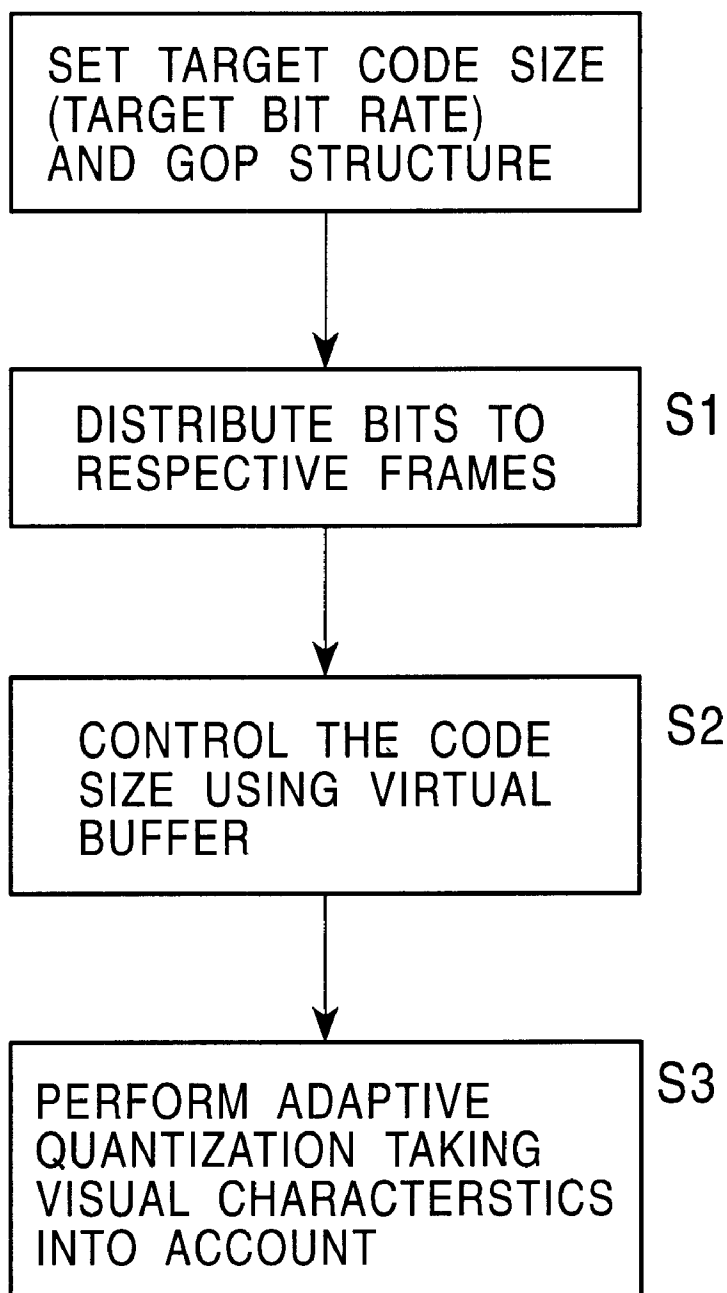 SET TARGET CODE SIZE
(TARGET BIT RATE)
AND GOP STRUCTURE
S1
DISTRIBUTE BITS TO
RESPECTIVE FRAMES
S2
CONTROL THE CODE
SIZE USING VIRTUAL
BUFFER
S3
PERFORM ADAPTIVE
QUANTIZATION TAKING
VISUAL CHARACTERSTICS
INTO ACCOUNT